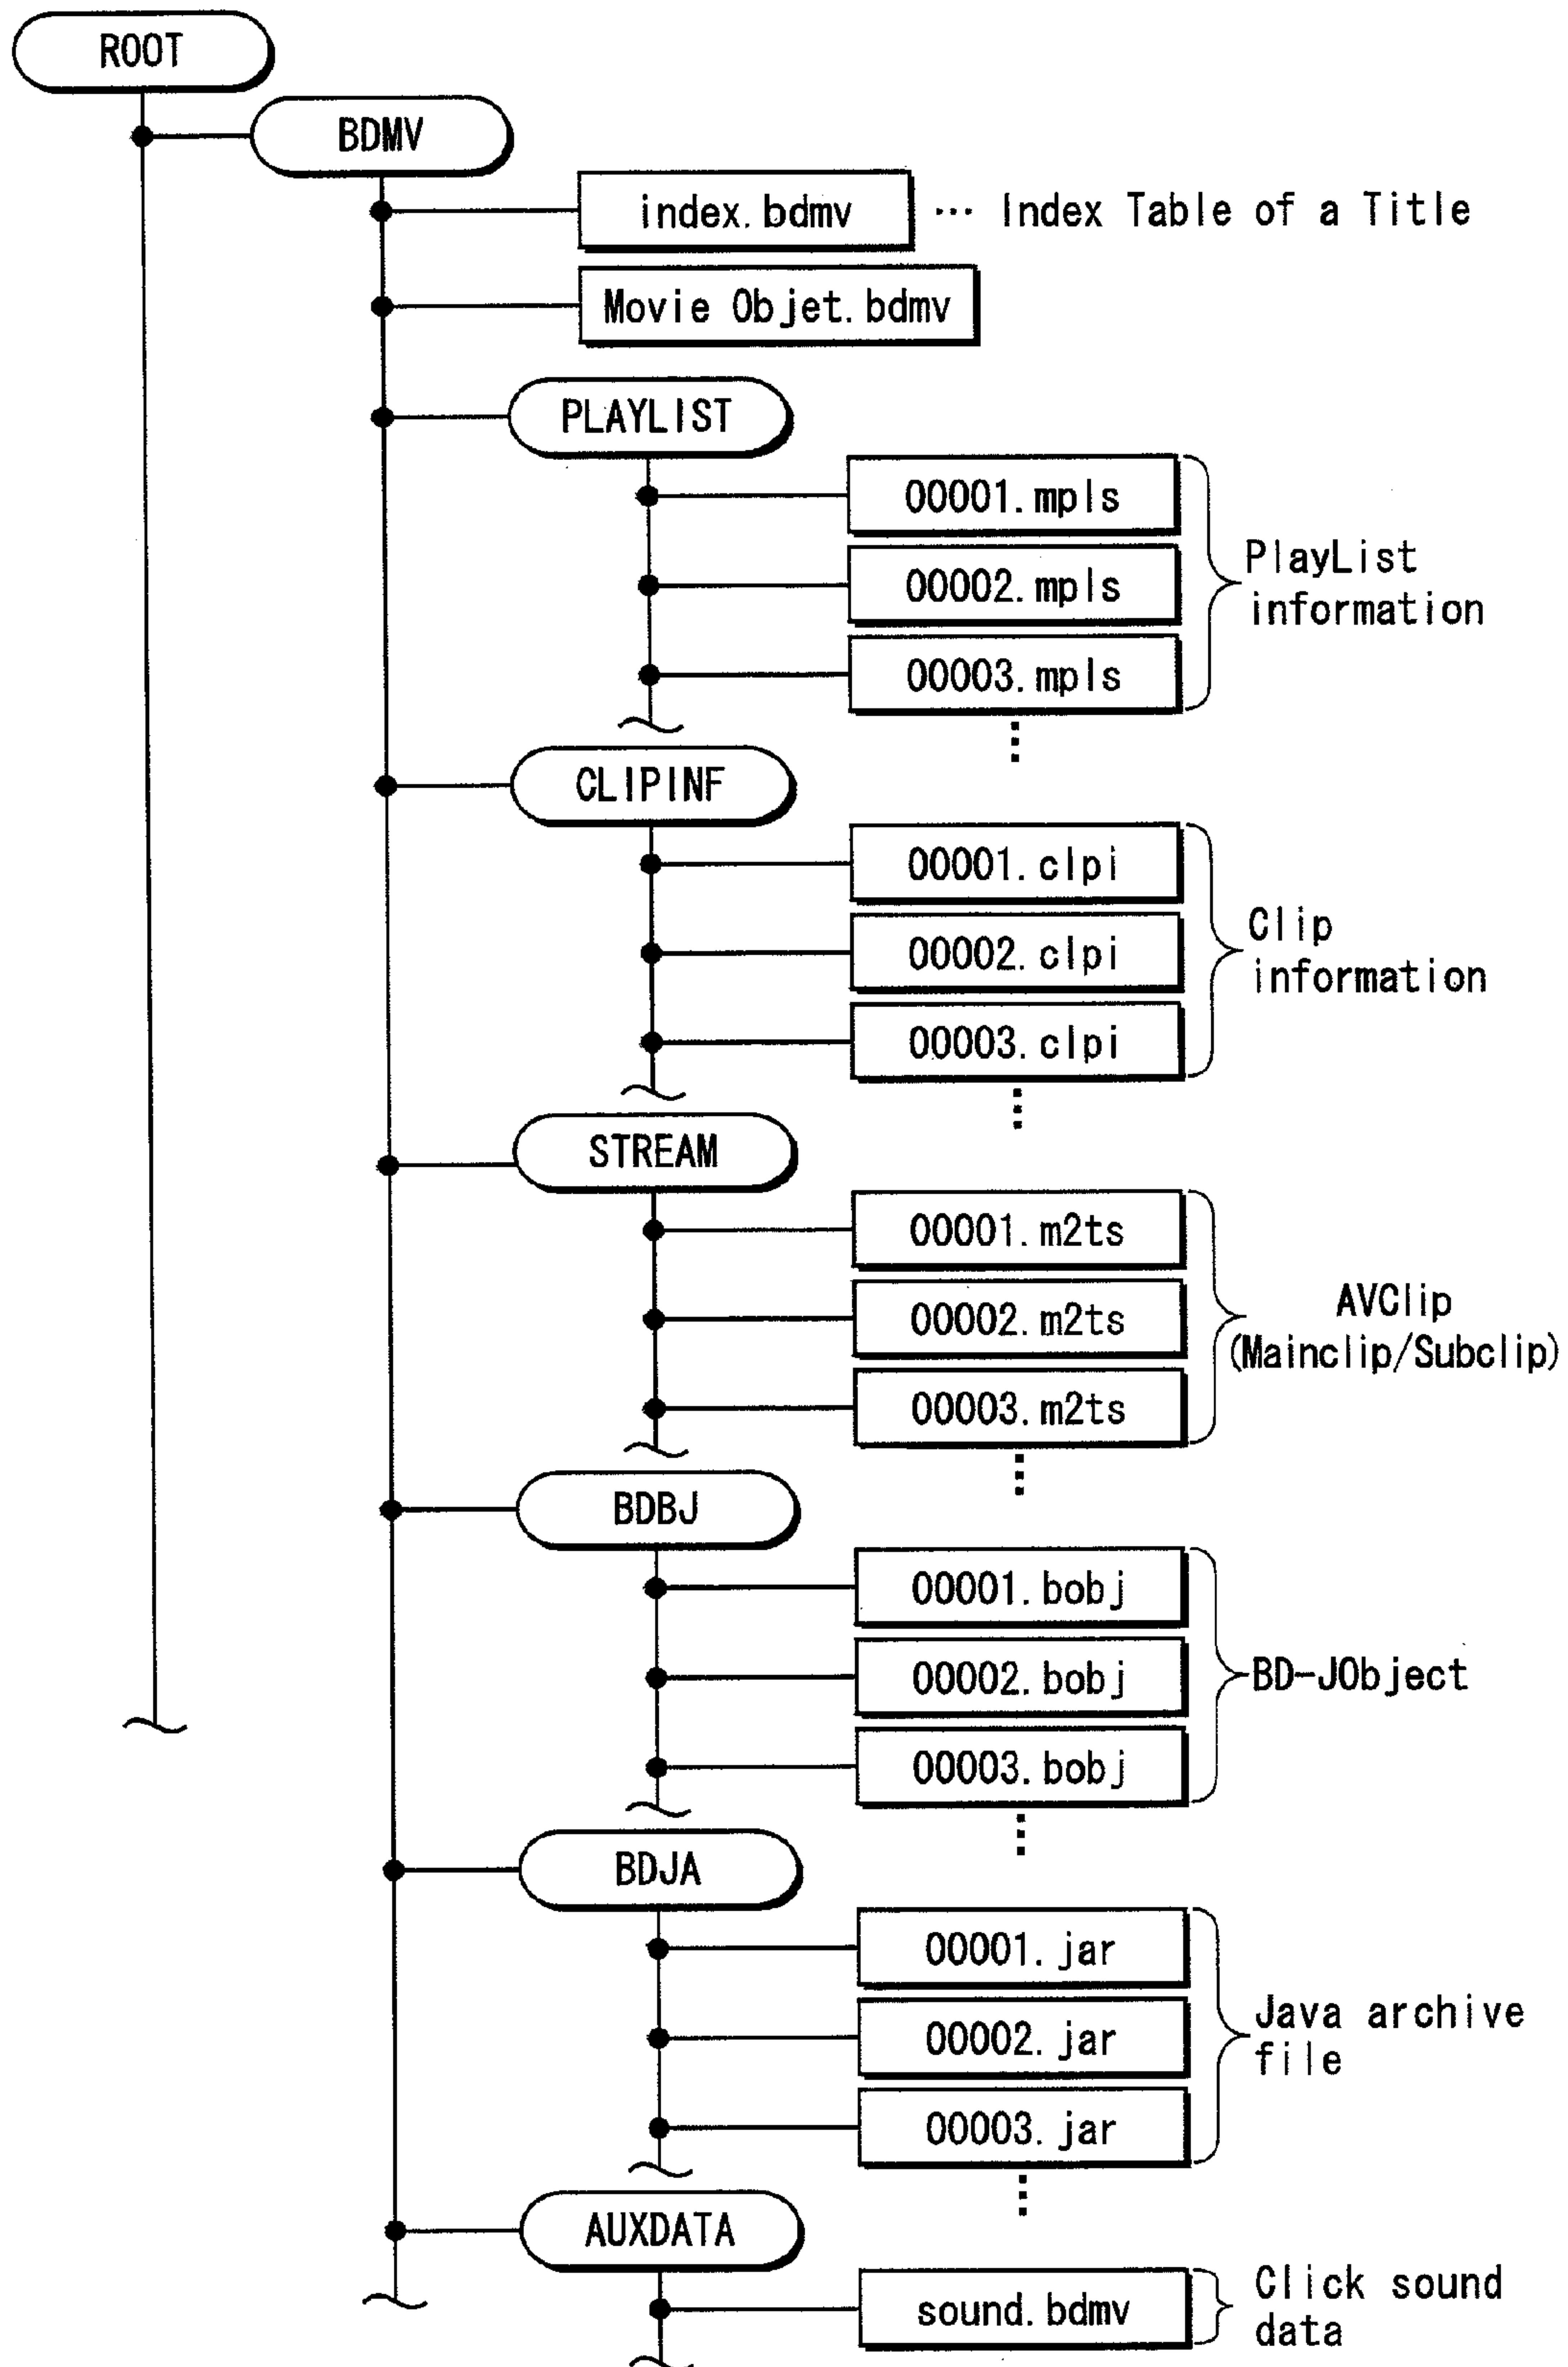 ROOT
BDMV
index.bdmv ... Index Table of a Title
Movie Objet.bdmv
PLAYLIST
00001.mpls
00002.mpls
00003.mpls
PlayList
information
CLIPINF
00001.clpi
00002.clpi
00003.clpi
Clip
information
STREAM
00001.m2ts
00002.m2ts
00003.m2ts
AVClip
(Mainclip/Subclip)
BDBJ
00001.bobj
00002.bobj
00003.bobj
BD-JObject
BDJA
00001.jar
00002.jar
00003.jar
Java archive
file
AUXDATA
sound.bdmv
Click sound
data